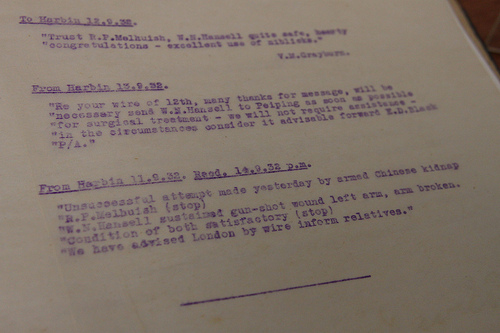 To Harbin 12.9.32.
"Trust R.P.Melhuish, W.N.Hansell quite safe, hearty
"congratulations - excellent use of niblicks."
V.M.Grayburn.
From Harbin 13.9.32.
"Re your wire of 12th, many thanks for message, will be
"necessary send W.N.Hansell to Peiping as soon as possible
"for surgical treatment - we will not require assistance -
"in the circumstances consider it advisable forward K.D.Black
"P/A."
From Harbin 11.9.32. Recd. 14.9.32 p.m.
"Unsuccessful attempt made yesterday by armed Chinese kidnap
"R.P.Melhuish (stop)
"W.N.Hansell sustained gun-shot wound left arm, arm broken.
"Condition of both satisfactory (stop)
"We have advised London by wire inform relatives."